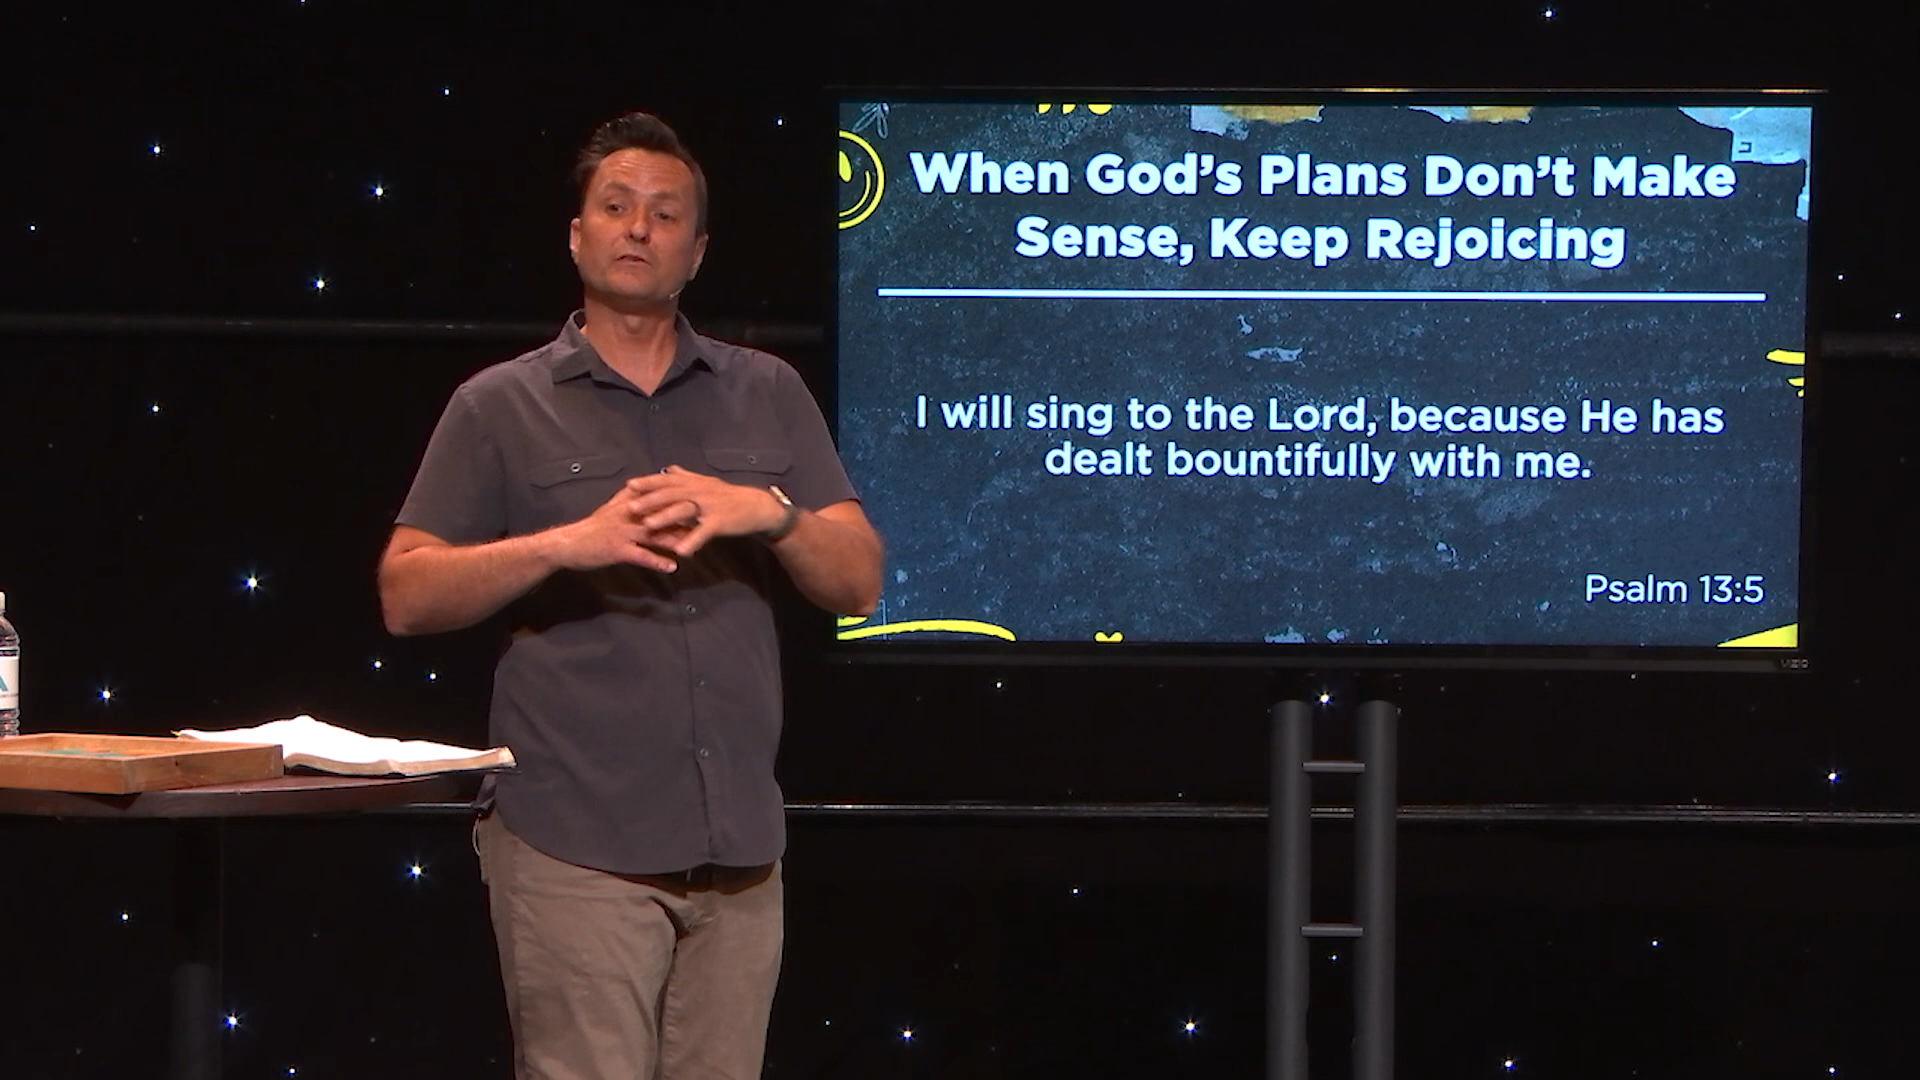 When God’s Plans Don’t Make
Sense, Keep Rejoicing
I will sing to the Lord, because He has
dealt bountifully with me.
Psalm 13:5
VIZIO